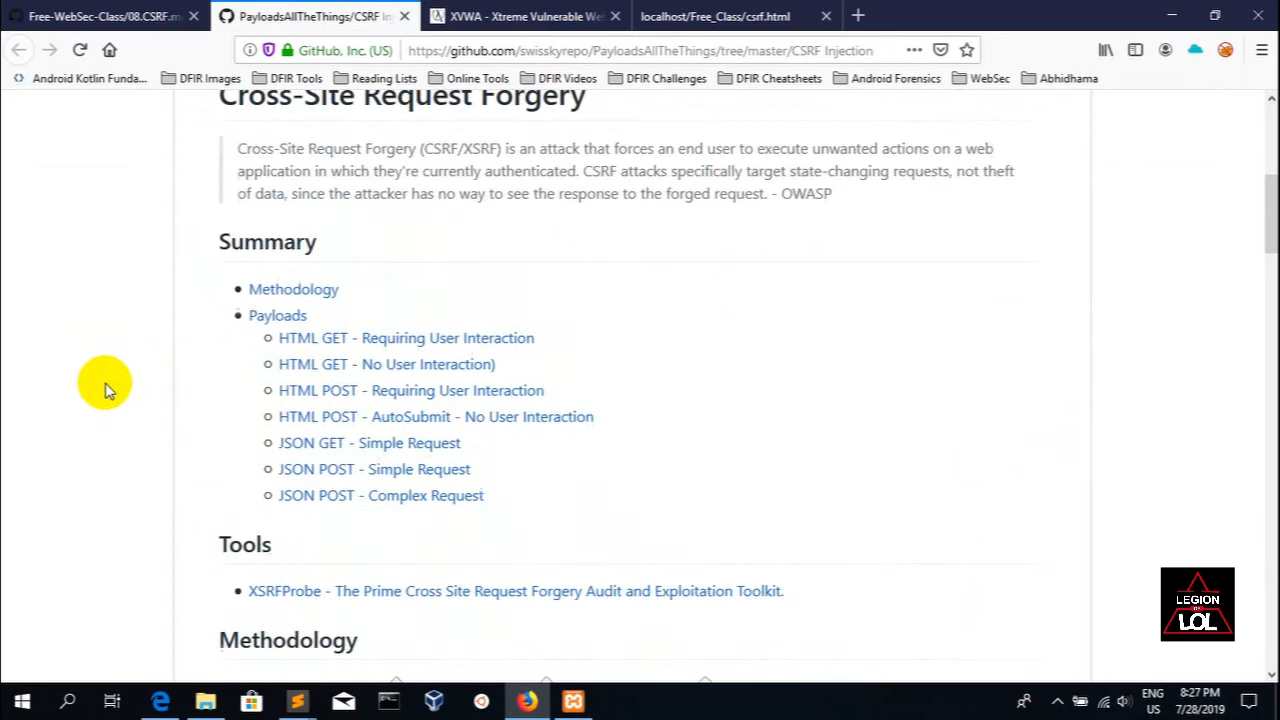 Free-WebSec-Class/08.CSRF.m
PayloadsAllTheThings/CSRF In
XVWA - Xtreme Vulnerable We
localhost/Free_Class/csrf.html
GitHub, Inc. (US)
https://github.com/swisskyrepo/PayloadsAllTheThings/tree/master/CSRF Injection
Android Kotlin Funda...
DFIR Images
DFIR Tools
Reading Lists
Online Tools
DFIR Videos
DFIR Challenges
DFIR Cheatsheets
Android Forensics
WebSec
Abhidhama
Cross-Site Request Forgery
Cross-Site Request Forgery (CSRF/XSRF) is an attack that forces an end user to execute unwanted actions on a web
application in which they're currently authenticated. CSRF attacks specifically target state-changing requests, not theft
of data, since the attacker has no way to see the response to the forged request. - OWASP
Summary
Methodology
Payloads
HTML GET - Requiring User Interaction
HTML GET - No User Interaction)
HTML POST - Requiring User Interaction
HTML POST - AutoSubmit - No User Interaction
JSON GET - Simple Request
JSON POST - Simple Request
JSON POST - Complex Request
Tools
XSRFProbe - The Prime Cross Site Request Forgery Audit and Exploitation Toolkit.
Methodology
LEGION
OF
LOL
ENG
US
8:27 PM
7/28/2019